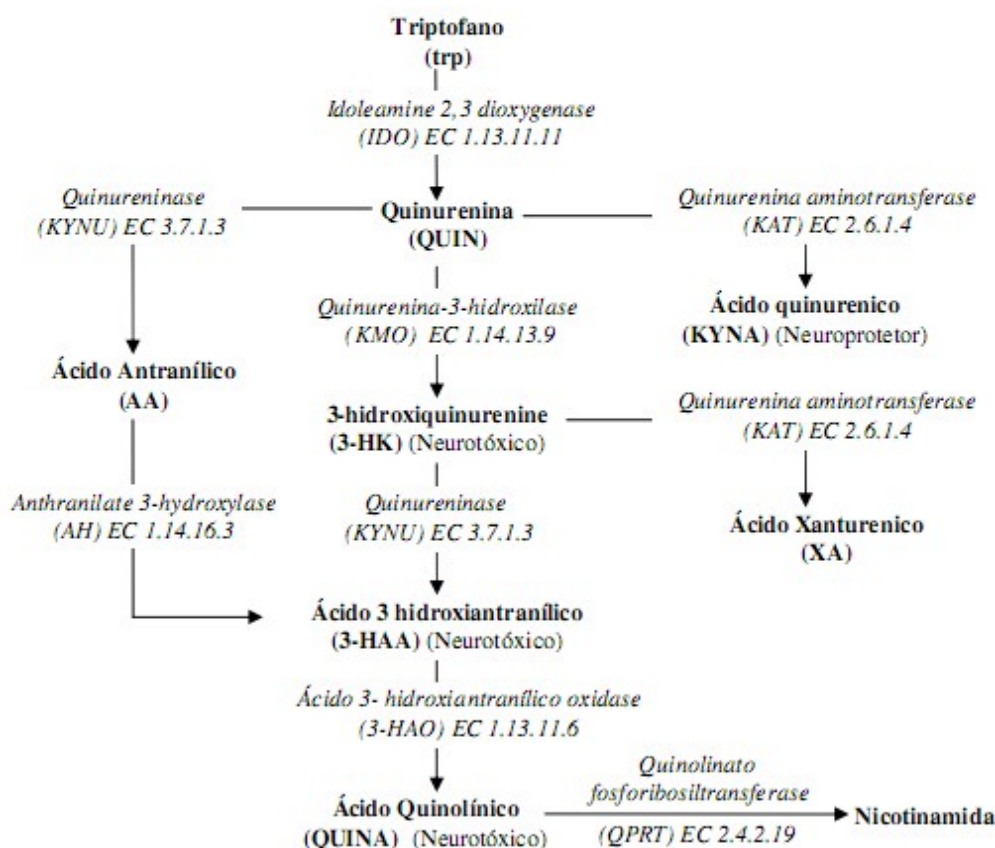 Triptofano
(trp)
Idoleamine 2,3 dioxygenase
(IDO) EC 1.13.11.11
Quinureninase
(KYNU) EC 3.7.1.3
Quinurenina
(QUIN)
Quinurenina aminotransferase
(KAT) EC 2.6.1.4
Quinurenina-3-hidroxilase
(KMO) EC 1.14.13.9
Ácido quinurenico
(KYNA) (Neuroprotetor)
Ácido Antranílico
(AA)
3-hidroxiquinurenine
(3-HK) (Neurotóxico)
Quinurenina aminotransferase
(KAT) EC 2.6.1.4
Anthranilate 3-hydroxylase
(AH) EC 1.14.16.3
Quinureninase
(KYNU) EC 3.7.1.3
Ácido Xanturenico
(XA)
Ácido 3 hidroxiantranílico
(3-HAA) (Neurotóxico)
Ácido 3- hidroxiantranílico oxidase
(3-HAO) EC 1.13.11.6
Ácido Quinolínico
(QUINA) (Neurotóxico)
Quinolinato
fosforibosiltransferase
(QPRT) EC 2.4.2.19
Nicotinamida